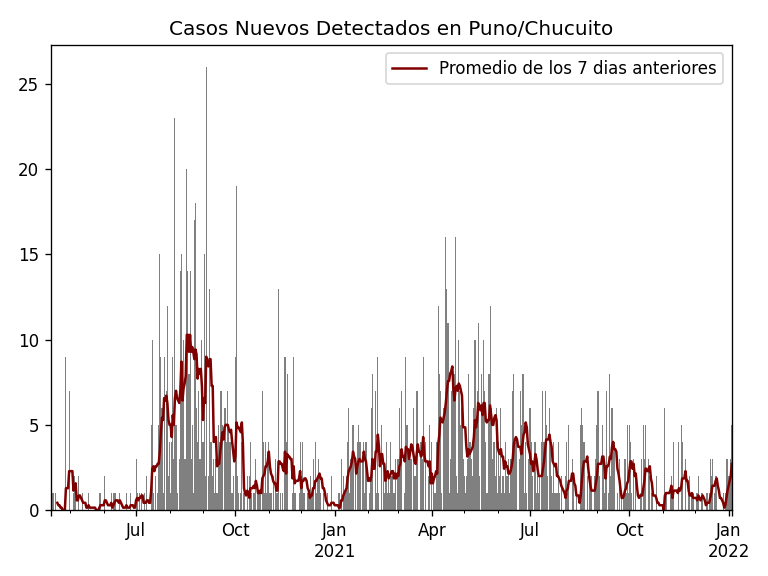 Casos Nuevos Detectados en Puno/Chucuito
Promedio de los 7 dias anteriores
25
20
15
10
5
0
Jul
Oct
Jan
2021
Apr
Jul
Oct
Jan
2022